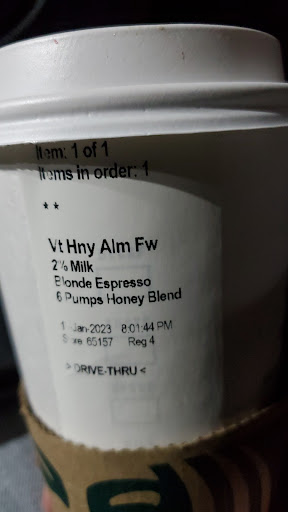 Item: 1 of 1
Items in order: 1
* *
Vt Hny Alm Fw
2% Milk
Blonde Espresso
6 Pumps Honey Blend
Jan-2023 8:01:44 PM
Store 65157 Reg 4
> DRIVE-THRU <